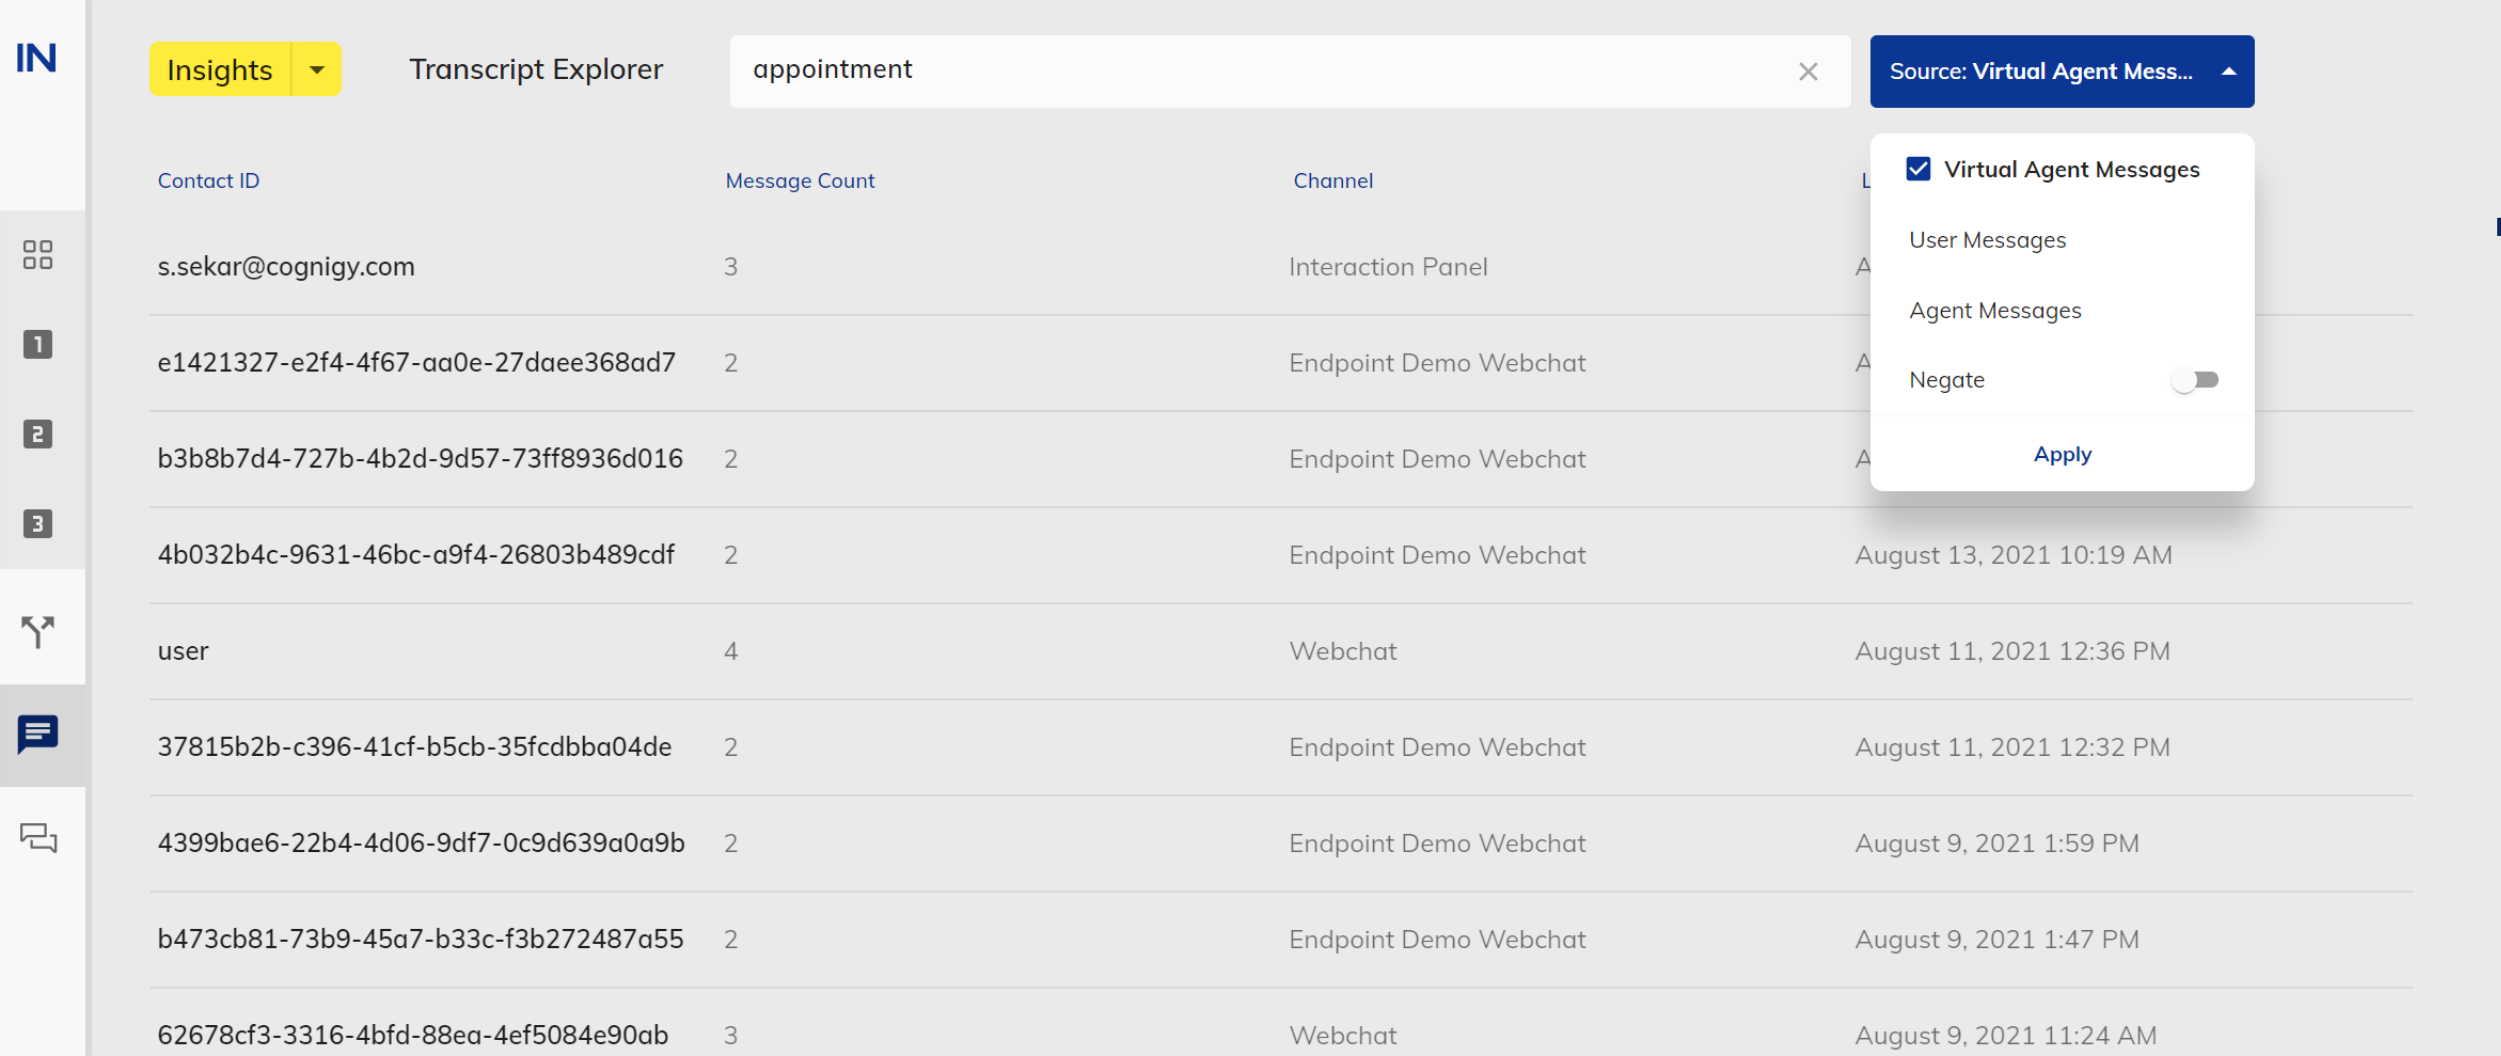 IN
Insights
Transcript Explorer
appointment
Source: Virtual Agent Mess...
Contact ID
Message Count
Channel
L
Virtual Agent Messages
User Messages
Agent Messages
Negate
Apply
s.sekar@cognigy.com 3 Interaction Panel A
e1421327-e2f4-4f67-aa0e-27daee368ad7 2 Endpoint Demo Webchat A
b3b8b7d4-727b-4b2d-9d57-73ff8936d016 2 Endpoint Demo Webchat A
4b032b4c-9631-46bc-a9f4-26803b489cdf 2 Endpoint Demo Webchat August 13, 2021 10:19 AM
user 4 Webchat August 11, 2021 12:36 PM
37815b2b-c396-41cf-b5cb-35fcdbba04de 2 Endpoint Demo Webchat August 11, 2021 12:32 PM
4399bae6-22b4-4d06-9df7-0c9d639a0a9b 2 Endpoint Demo Webchat August 9, 2021 1:59 PM
b473cb81-73b9-45a7-b33c-f3b272487a55 2 Endpoint Demo Webchat August 9, 2021 1:47 PM
62678cf3-3316-4bfd-88ea-4ef5084e90ab 3 Webchat August 9, 2021 11:24 AM
1
2
3